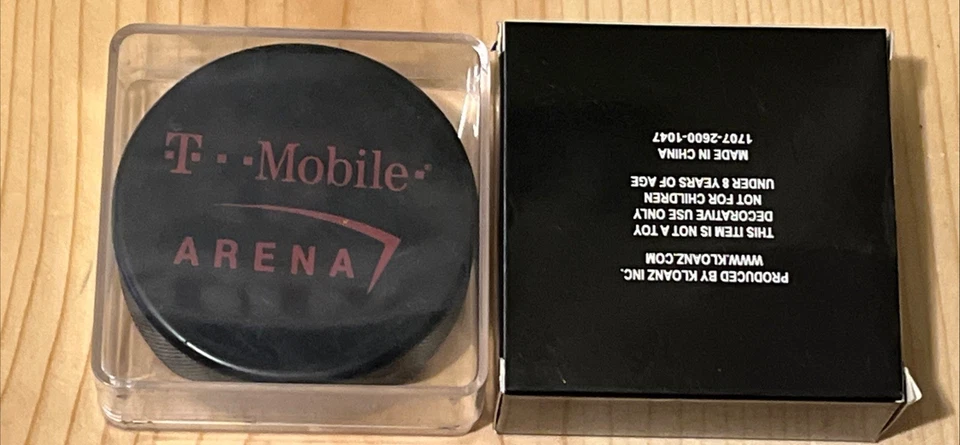 T··Mobile·
ARENA
PRODUCED BY KLOANZ INC.
WWW.KLOANZ.COM
THIS ITEM IS NOT A TOY
DECORATIVE USE ONLY
NOT FOR CHILDREN
UNDER 8 YEARS OF AGE
MADE IN CHINA
1707-2600-1047